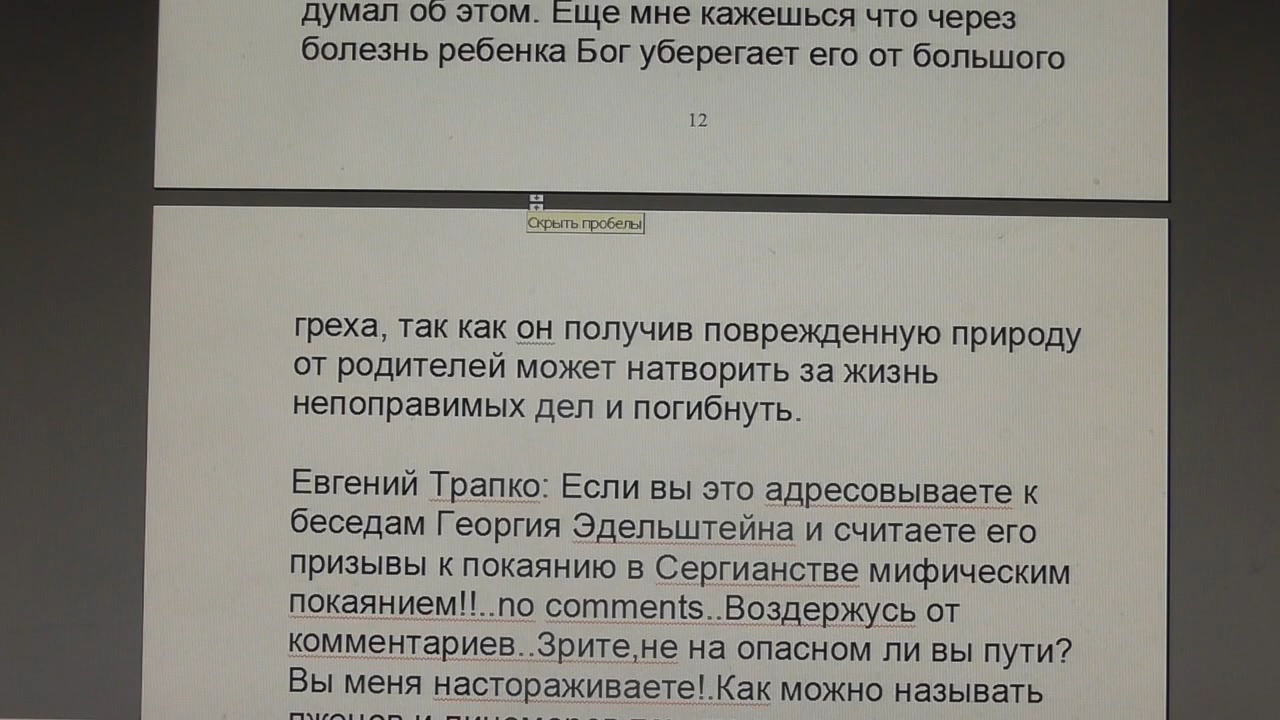 думал об этом. Еще мне кажешься что через
болезнь ребенка Бог уберегает его от большого
12
Скрыть пробелы
греха, так как он получив поврежденную природу
от родителей может натворить за жизнь
непоправимых дел и погибнуть.
Евгений Трапко: Если вы это адресовываете к
беседам Георгия Эдельштейна и считаете его
призывы к покаянию в Сергианстве мифическим
покаянием!!..no comments..Воздержусь от
комментариев..Зрите,не на опасном ли вы пути?
Вы меня настораживаете!.Как можно называть